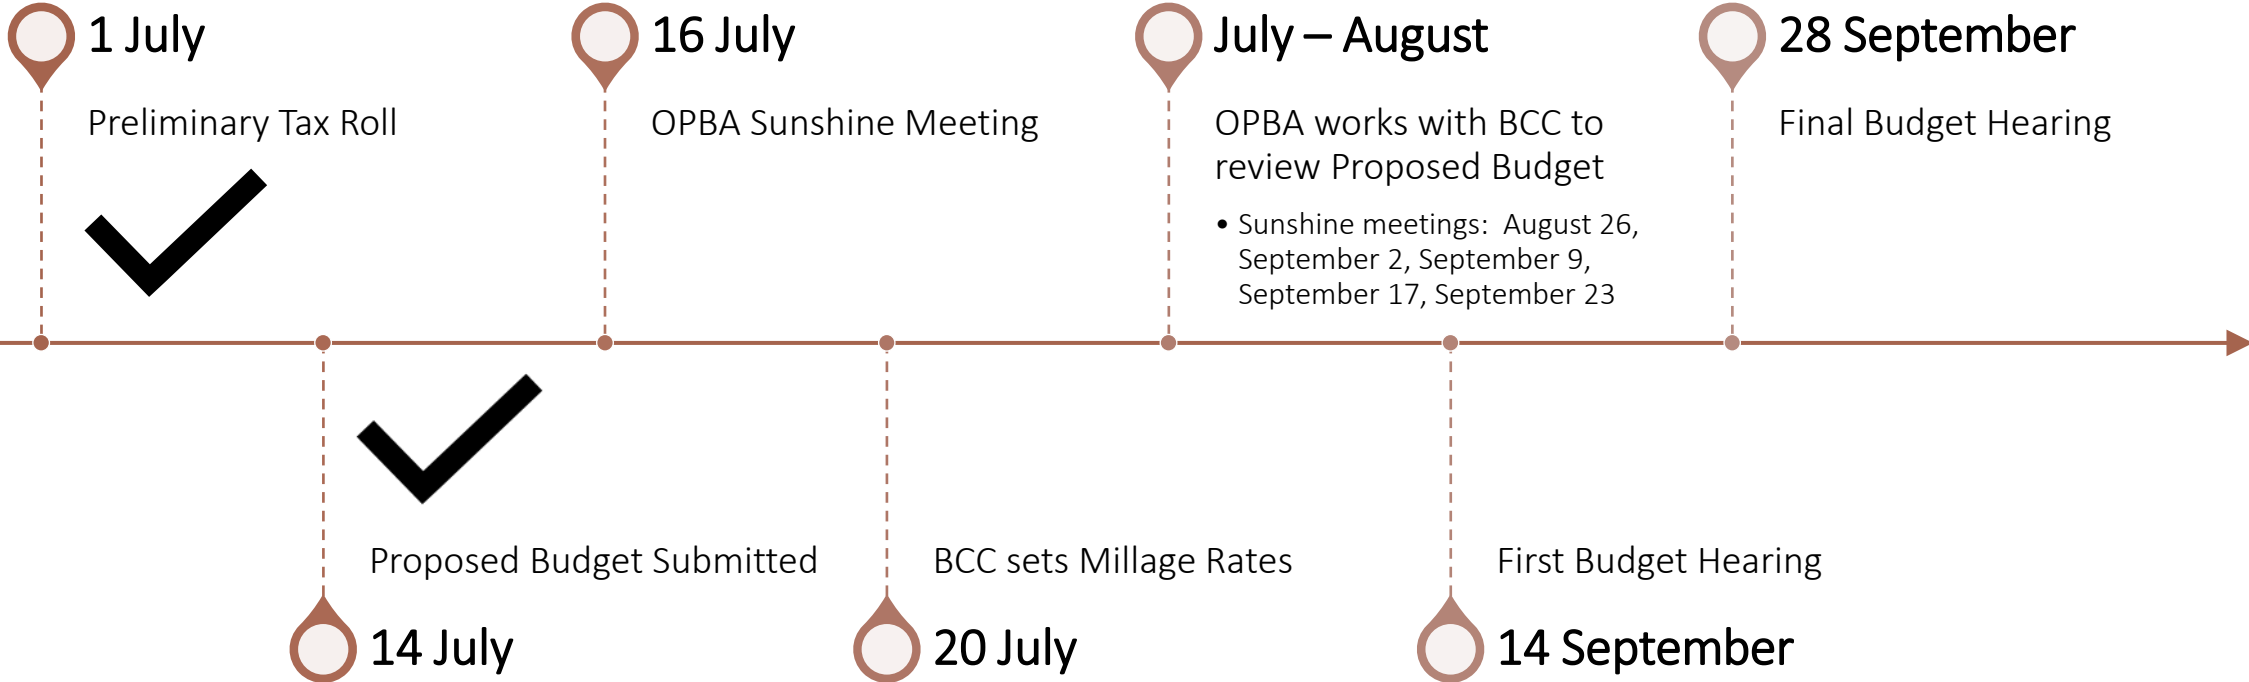 1 July
Preliminary Tax Roll
14 July
Proposed Budget Submitted
16 July
OPBA Sunshine Meeting
20 July
BCC sets Millage Rates
July – August
OPBA works with BCC to
review Proposed Budget
• Sunshine meetings: August 26,
September 2, September 9,
September 17, September 23
14 September
First Budget Hearing
28 September
Final Budget Hearing